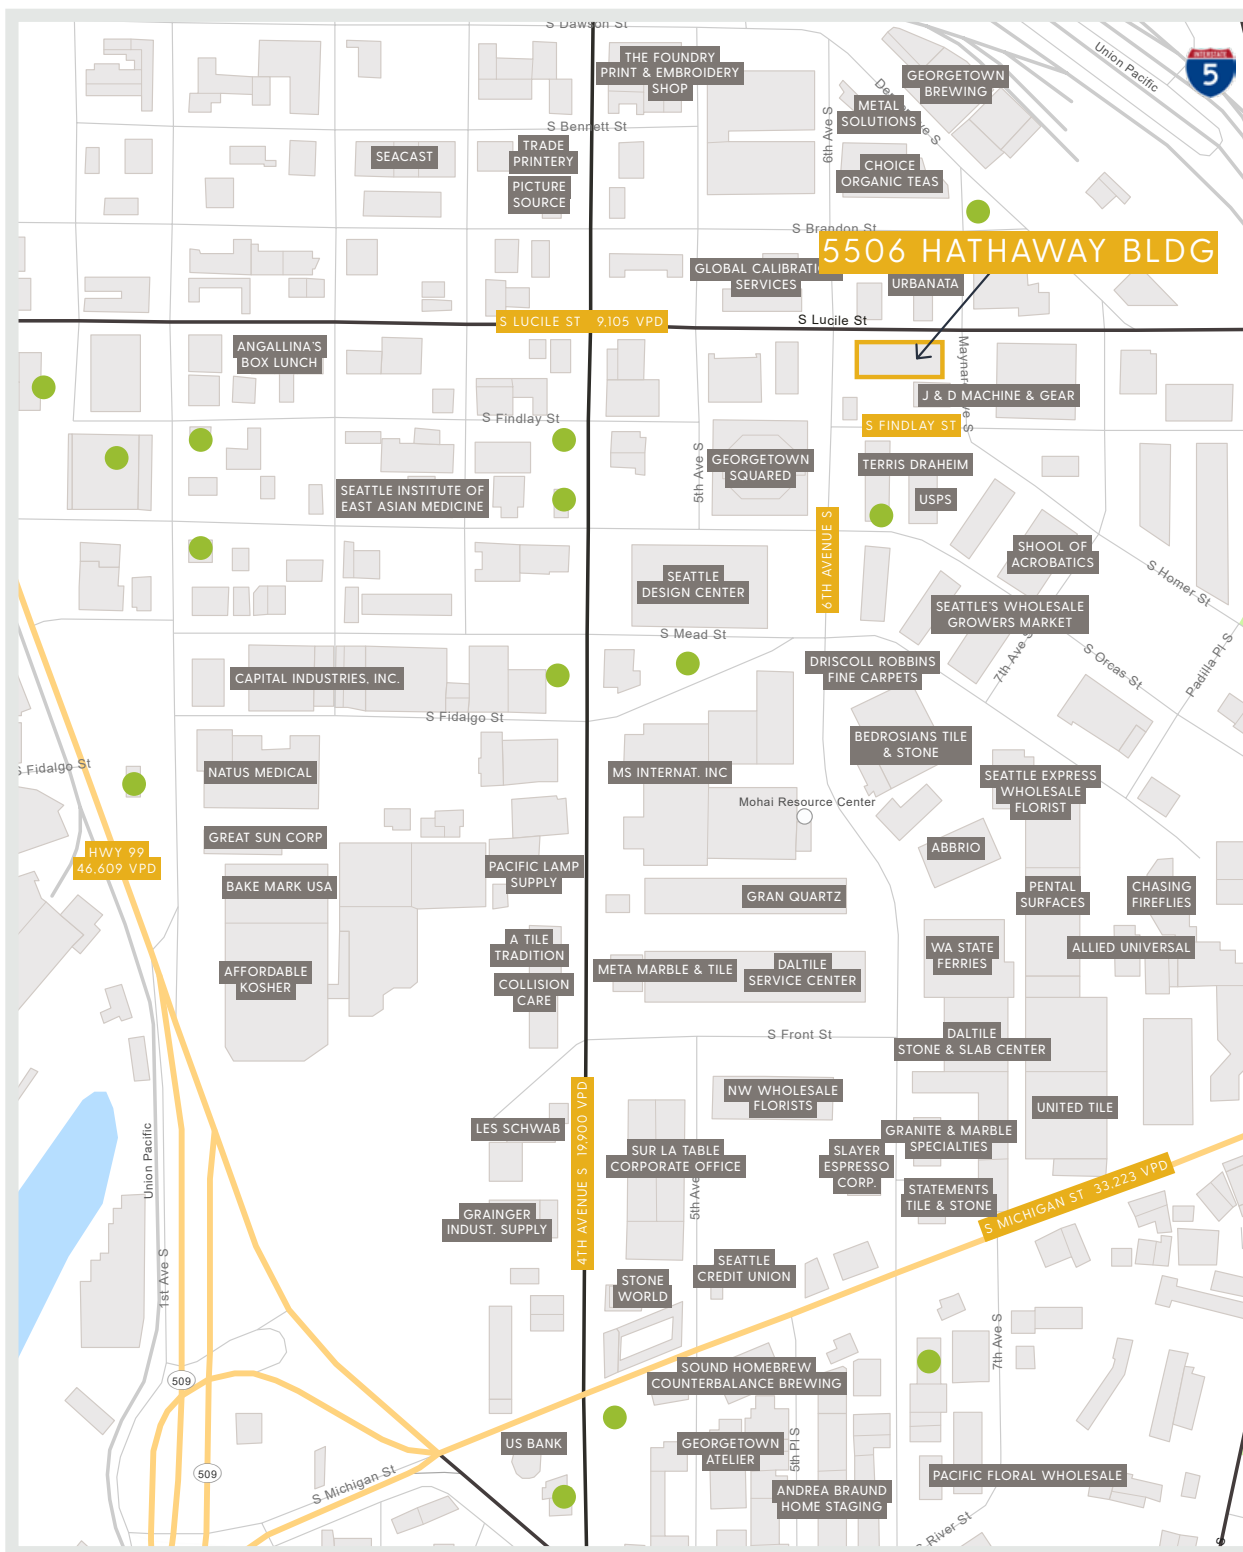 S Dawson St
THE FOUNDRY
PRINT & EMBROIDERY
SHOP
Union Pacific
INTERSTATE
5
GEORGETOWN
BREWING
METAL
SOLUTIONS
6th Ave S
S Bennett St
SEACAST
TRADE
PRINTERY
PICTURE
SOURCE
CHOICE
ORGANIC TEAS
S Brandon St
5506 HATHAWAY BLDG
GLOBAL CALIBRATI
SERVICES
URBANATA
S LUCILE ST 9,105 VPD
S Lucile St
ANGALLINA'S
BOX LUNCH
J & D MACHINE & GEAR
S Findlay St
S FINDLAY ST
5th Ave S
GEORGETOWN
SQUARED
TERRIS DRAHEIM
USPS
SEATTLE INSTITUTE OF
EAST ASIAN MEDICINE
6TH AVENUE S
SHOOL OF
ACROBATICS
S Homer St
SEATTLE
DESIGN CENTER
SEATTLE'S WHOLESALE
GROWERS MARKET
S Mead St
7th Ave S
S Orcas St
Padilla Pl S
DRISCOLL ROBBINS
FINE CARPETS
CAPITAL INDUSTRIES, INC.
S Fidalgo St
BEDROSIANS TILE
& STONE
S Fidalgo St
NATUS MEDICAL
MS INTERNAT. INC
SEATTLE EXPRESS
WHOLESALE
FLORIST
Mohai Resource Center
GREAT SUN CORP
ABBRIO
HWY 99
46,609 VPD
BAKE MARK USA
PACIFIC LAMP
SUPPLY
GRAN QUARTZ
PENTAL
SURFACES
CHASING
FIREFLIES
A TILE
TRADITION
WA STATE
FERRIES
ALLIED UNIVERSAL
AFFORDABLE
KOSHER
META MARBLE & TILE
DALTILE
SERVICE CENTER
COLLISION
CARE
S Front St
DALTILE
STONE & SLAB CENTER
4TH AVENUE S 19,900 VPD
NW WHOLESALE
FLORISTS
UNITED TILE
LES SCHWAB
GRANITE & MARBLE
SPECIALTIES
Union Pacific
SUR LA TABLE
CORPORATE OFFICE
SLAYER
ESPRESSO
CORP.
STATEMENTS
TILE & STONE
S MICHIGAN ST 33,223 VPD
5th Ave
GRAINGER
INDUST. SUPPLY
1st Ave S
SEATTLE
CREDIT UNION
STONE
WORLD
7th Ave S
SOUND HOMEBREW
COUNTERBALANCE BREWING
509
US BANK
GEORGETOWN
ATELIER
5th Pl S
509
S Michigan St
PACIFIC FLORAL WHOLESALE
ANDREA BRAUND
HOME STAGING
S River St